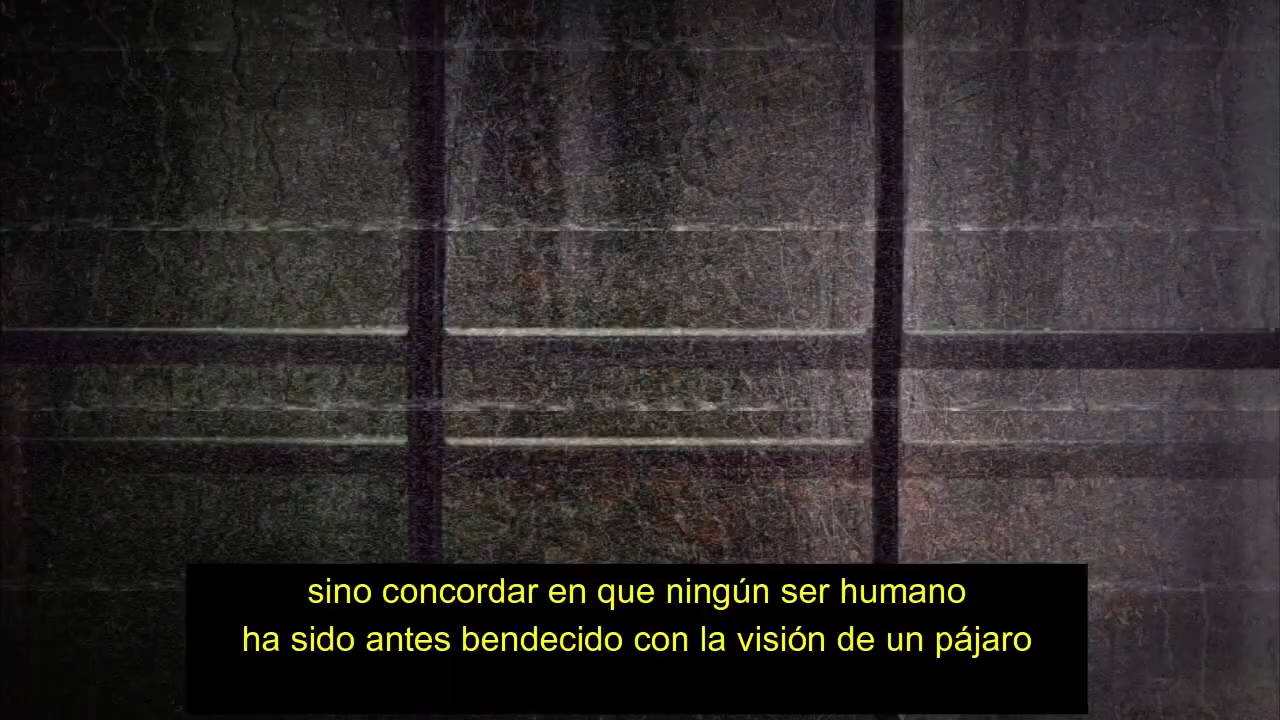 sino concordar en que ningún ser humano
ha sido antes bendecido con la visión de un pájaro